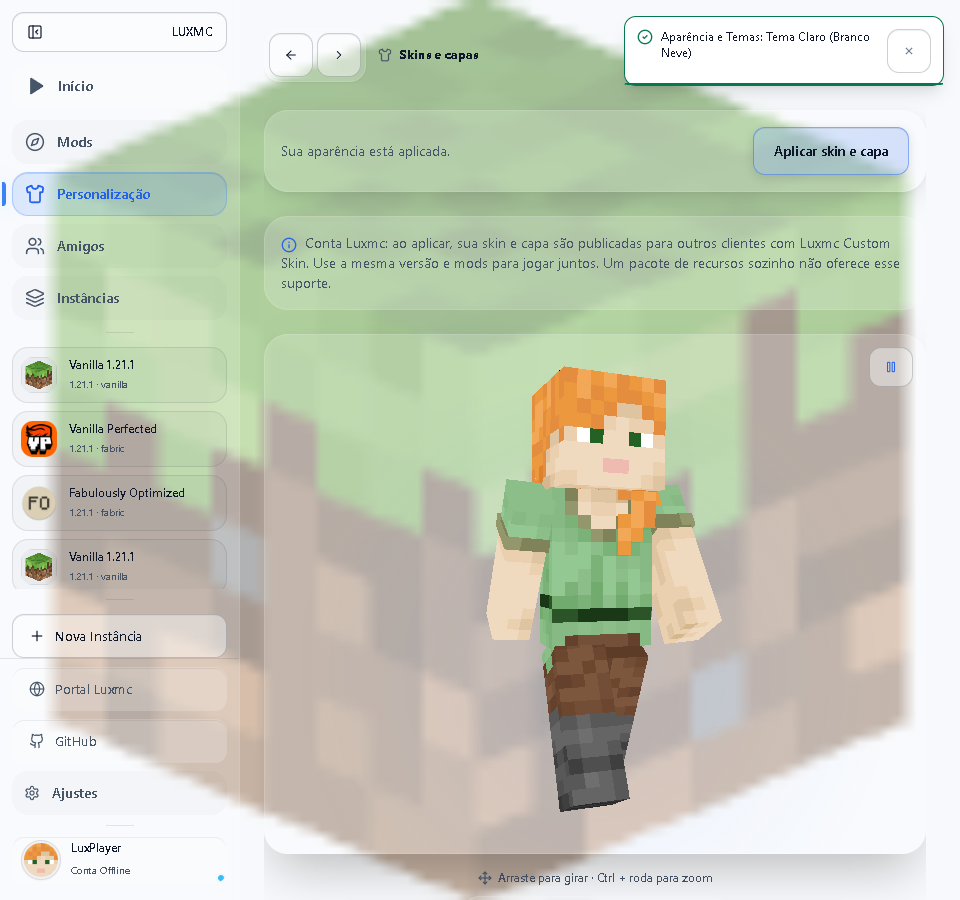 LUXMC
Início
Mods
Personalização
Amigos
Instâncias
Vanilla 1.21.1
1.21.1 · vanilla
Vanilla Perfected
1.21.1 · fabric
FO
Fabulously Optimized
1.21.1 · fabric
Vanilla 1.21.1
1.21.1 · vanilla
Nova Instância
Portal Luxmc
GitHub
Ajustes
LuxPlayer
Conta Offline
Skins e capas
Aparência e Temas: Tema Claro (Branco
Neve)
Sua aparência está aplicada.
Aplicar skin e capa
Conta Luxmc: ao aplicar, sua skin e capa são publicadas para outros clientes com Luxmc Custom
Skin. Use a mesma versão e mods para jogar juntos. Um pacote de recursos sozinho não oferece esse
suporte.
Arraste para girar · Ctrl + roda para zoom